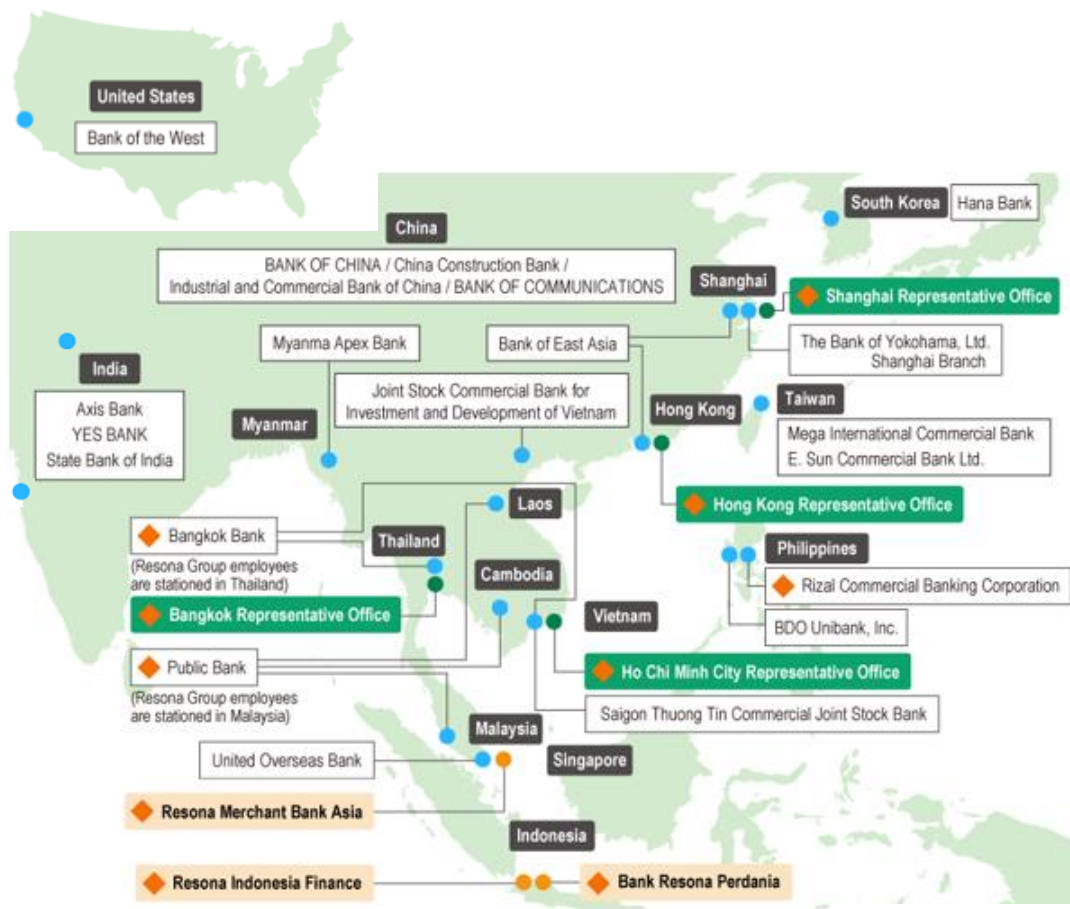 United States
Bank of the West
South Korea
Hana Bank
China
BANK OF CHINA / China Construction Bank /
Industrial and Commercial Bank of China / BANK OF COMMUNICATIONS
Shanghai
Shanghai Representative Office
The Bank of Yokohama, Ltd.
Shanghai Branch
Myanma Apex Bank
Bank of East Asia
India
Axis Bank
YES BANK
State Bank of India
Joint Stock Commercial Bank for
Investment and Development of Vietnam
Myanmar
Hong Kong
Taiwan
Mega International Commercial Bank
E. Sun Commercial Bank Ltd.
Laos
Hong Kong Representative Office
Bangkok Bank
(Resona Group employees
are stationed in Thailand)
Thailand
Bangkok Representative Office
Cambodia
Philippines
Rizal Commercial Banking Corporation
BDO Unibank, Inc.
Vietnam
Public Bank
(Resona Group employees
are stationed in Malaysia)
Ho Chi Minh City Representative Office
Saigon Thuong Tin Commercial Joint Stock Bank
Malaysia
United Overseas Bank
Singapore
Resona Merchant Bank Asia
Indonesia
Resona Indonesia Finance
Bank Resona Perdania